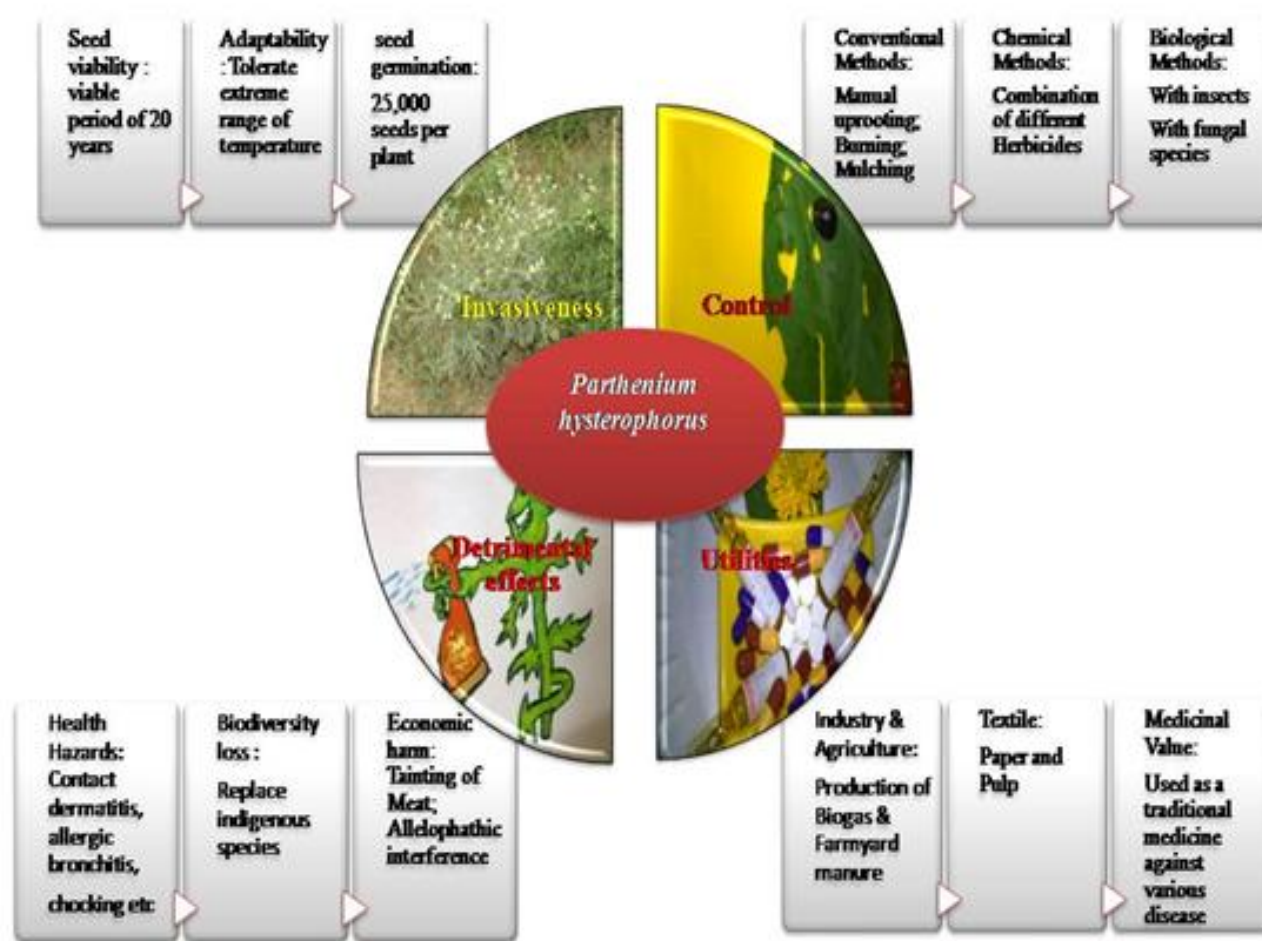 Seed
viability :
viable
period of 20
years
Adaptability
: Tolerate
extreme
range of
temperature
seed
germination:
25,000
seeds per
plant
Conventional
Methods:
Manual
uprooting;
Burning;
Mulching
Chemical
Methods:
Combination
of different
Herbicides
Biological
Methods:
With insects
With fungal
species
Invasiveness
Control
Parthenium
hysterophorus
Detrimental
effects
Utilities
Health
Hazards:
Contact
dermatitis,
allergic
bronchitis,
chocking etc
Biodiversity
loss :
Replace
indigenous
species
Economic
harm:
Tainting of
Meat;
Allelophathic
interference
Industry &
Agriculture:
Production of
Biogas &
Farmyard
manure
Textile:
Paper and
Pulp
Medicinal
Value:
Used as a
traditional
medicine
against
various
disease